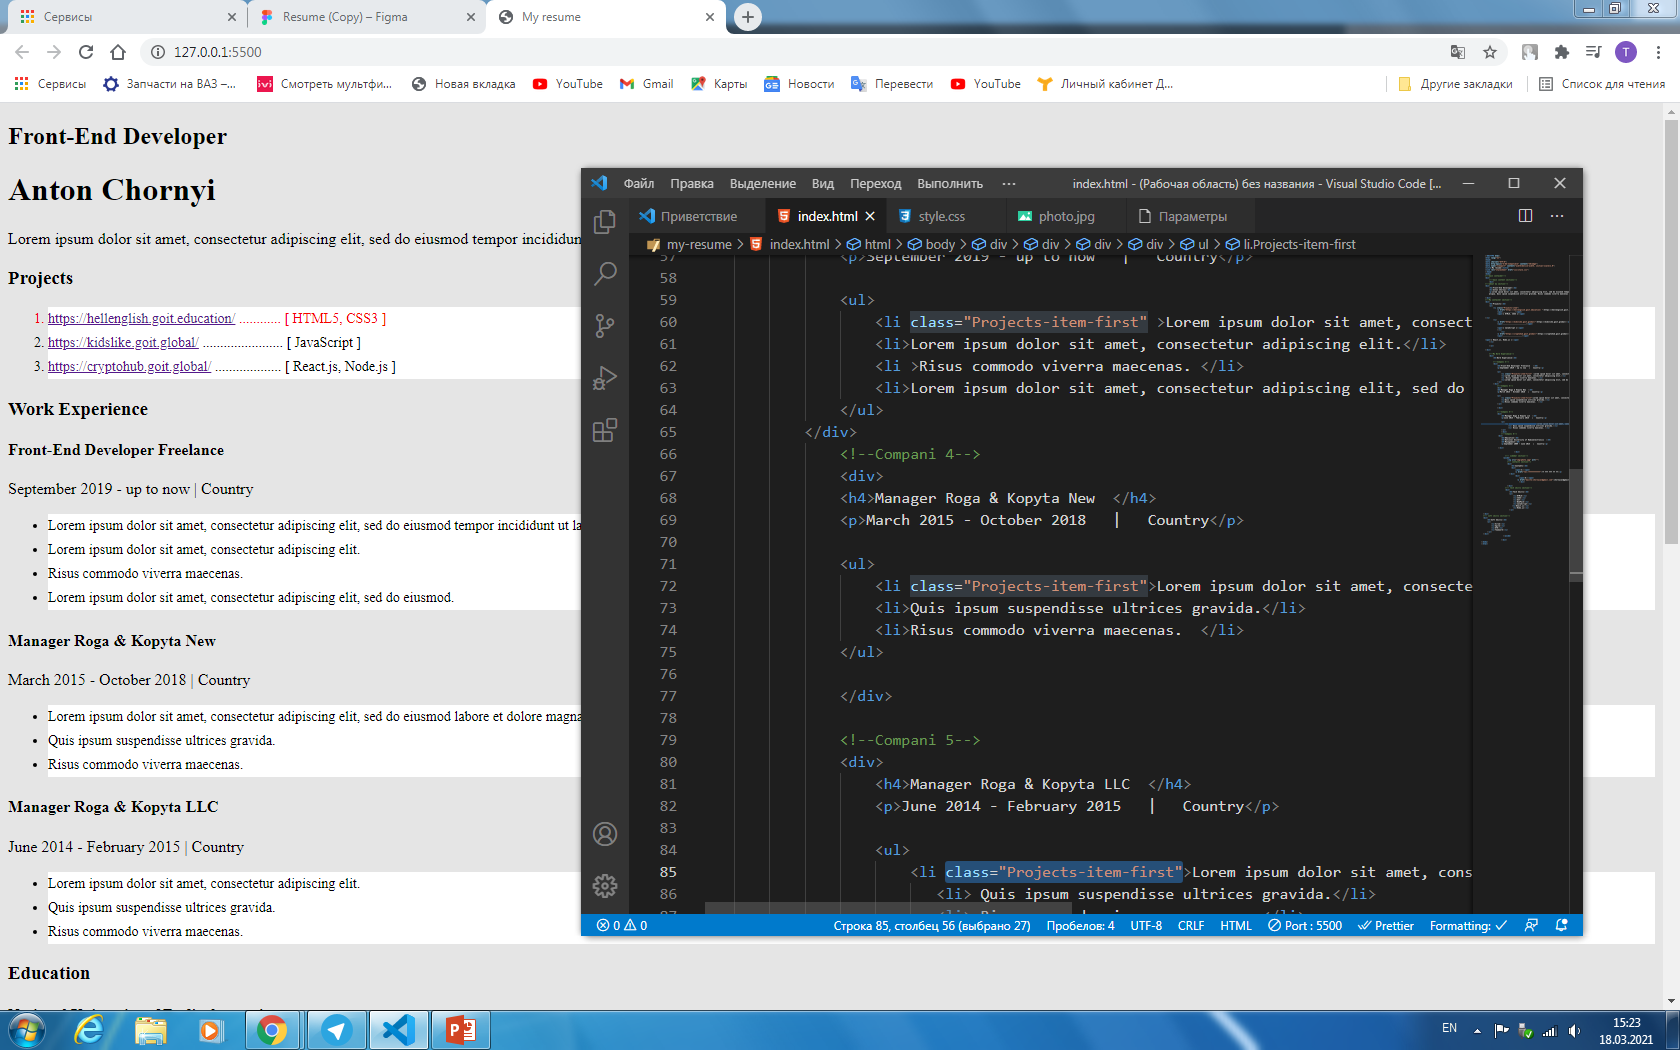 Сервисы
Resume (Copy) – Figma
My resume
127.0.0.1:5500
T
Сервисы
Запчасти на ВАЗ –...
ivi
Смотреть мультфи...
Новая вкладка
YouTube
Gmail
Карты
Новости
Перевести
YouTube
Личный кабинет Д...
Другие закладки
Список для чтения
Front-End Developer
Anton Chornyi
Lorem ipsum dolor sit amet, consectetur adipiscing elit, sed do eiusmod tempor incididun
Projects
1. https://hellenglish.goit.education/ ........... [ HTML5, CSS3 ]
2. https://kidslike.goit.global/ ...................... [ JavaScript ]
3. https://cryptohub.goit.global/ .................. [ React.js, Node.js ]
Work Experience
Front-End Developer Freelance
September 2019 - up to now | Country
• Lorem ipsum dolor sit amet, consectetur adipiscing elit, sed do eiusmod tempor incididunt ut la
• Lorem ipsum dolor sit amet, consectetur adipiscing elit.
• Risus commodo viverra maecenas.
• Lorem ipsum dolor sit amet, consectetur adipiscing elit, sed do eiusmod.
Manager Roga & Kopyta New
March 2015 - October 2018 | Country
• Lorem ipsum dolor sit amet, consectetur adipiscing elit, sed do eiusmod labore et dolore magna
• Quis ipsum suspendisse ultrices gravida.
• Risus commodo viverra maecenas.
Manager Roga & Kopyta LLC
June 2014 - February 2015 | Country
• Lorem ipsum dolor sit amet, consectetur adipiscing elit.
• Quis ipsum suspendisse ultrices gravida.
• Risus commodo viverra maecenas.
Education
Файл Правка Выделение Вид Переход Выполнить ··· index.html - (Рабочая область) без названия - Visual Studio Code [...
Приветствие index.html style.css photo.jpg Параметры
my-resume > index.html > html > body > div > div > div > div > ul > li.Projects-item-first
57 <p>September 2019 - up to now | Country</p>
58
59 <ul>
60 <li class="Projects-item-first" >Lorem ipsum dolor sit amet, consect
61 <li>Lorem ipsum dolor sit amet, consectetur adipiscing elit.</li>
62 <li >Risus commodo viverra maecenas. </li>
63 <li>Lorem ipsum dolor sit amet, consectetur adipiscing elit, sed do
64 </ul>
65 </div>
66 <!--Compani 4-->
67 <div>
68 <h4>Manager Roga & Kopyta New </h4>
69 <p>March 2015 - October 2018 | Country</p>
70
71 <ul>
72 <li class="Projects-item-first">Lorem ipsum dolor sit amet, consecte
73 <li>Quis ipsum suspendisse ultrices gravida.</li>
74 <li>Risus commodo viverra maecenas. </li>
75 </ul>
76
77 </div>
78
79 <!--Compani 5-->
80 <div>
81 <h4>Manager Roga & Kopyta LLC </h4>
82 <p>June 2014 - February 2015 | Country</p>
83
84 <ul>
85 <li class="Projects-item-first">Lorem ipsum dolor sit amet, cons
86 <li> Quis ipsum suspendisse ultrices gravida.</li>
0 0 Строка 85, столбец 56 (выбрано 27) Пробелов: 4 UTF-8 CRLF HTML Port : 5500 Prettier Formatting: ✓
EN
15:23
18.03.2021